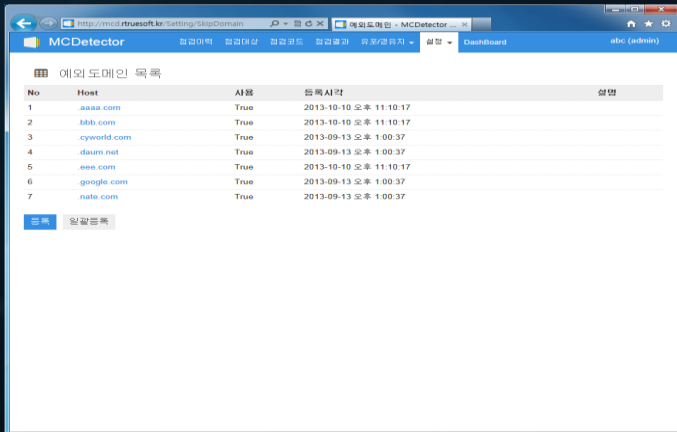 http://mcd.rtruesoft.kr/Setting/SkipDomain
예외도메인 - MCDetector ...
MCDetector 점검이력 점검대상 점검코드 점검결과 유포/경유지 설정 DashBoard abc (admin)
예외도메인 목록
No Host 사용 등록시각 설명
1 .aaaa.com True 2013-10-10 오후 11:10:17
2 .bbb.com True 2013-10-10 오후 11:10:17
3 .cyworld.com True 2013-09-13 오후 1:00:37
4 .daum.net True 2013-09-13 오후 1:00:37
5 .eee.com True 2013-10-10 오후 11:10:17
6 .google.com True 2013-09-13 오후 1:00:37
7 .nate.com True 2013-09-13 오후 1:00:37
등록 일괄등록